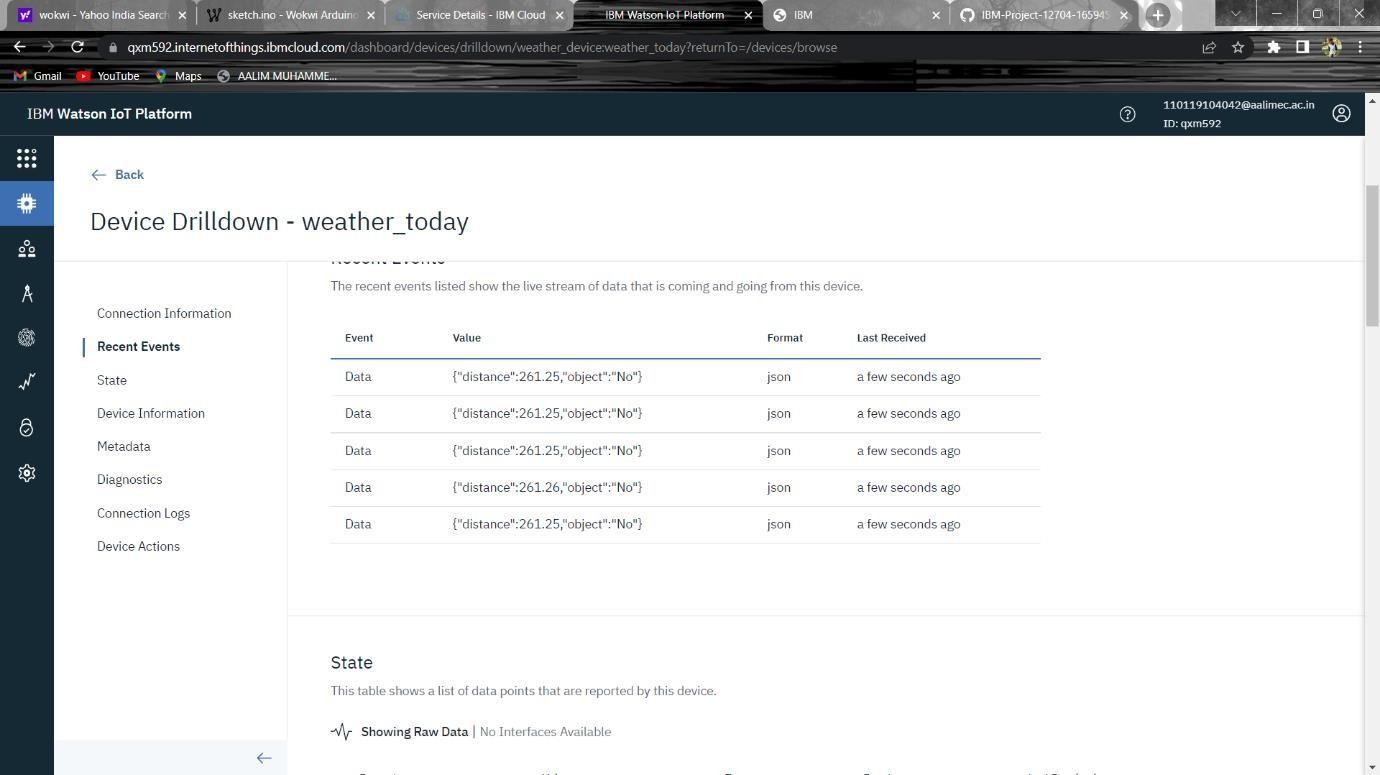 wokwi - Yahoo India Search
sketch.ino - Wokwi Arduino
Service Details - IBM Cloud
IBM Watson IoT Platform
IBM
IBM-Project-12704-165945
qxm592.internetofthings.ibmcloud.com/dashboard/devices/drilldown/weather_device:weather_today?returnTo=/devices/browse
Gmail YouTube Maps AALIM MUHAMME...
IBM Watson IoT Platform
110119104042@aalimec.ac.in
ID: qxm592
Back
Device Drilldown - weather_today
Connection Information
Recent Events
State
Device Information
Metadata
Diagnostics
Connection Logs
Device Actions
Recent Events
The recent events listed show the live stream of data that is coming and going from this device.
Event Value Format Last Received
Data {"distance":261.25,"object":"No"} json a few seconds ago
Data {"distance":261.25,"object":"No"} json a few seconds ago
Data {"distance":261.25,"object":"No"} json a few seconds ago
Data {"distance":261.26,"object":"No"} json a few seconds ago
Data {"distance":261.25,"object":"No"} json a few seconds ago
State
This table shows a list of data points that are reported by this device.
Showing Raw Data | No Interfaces Available